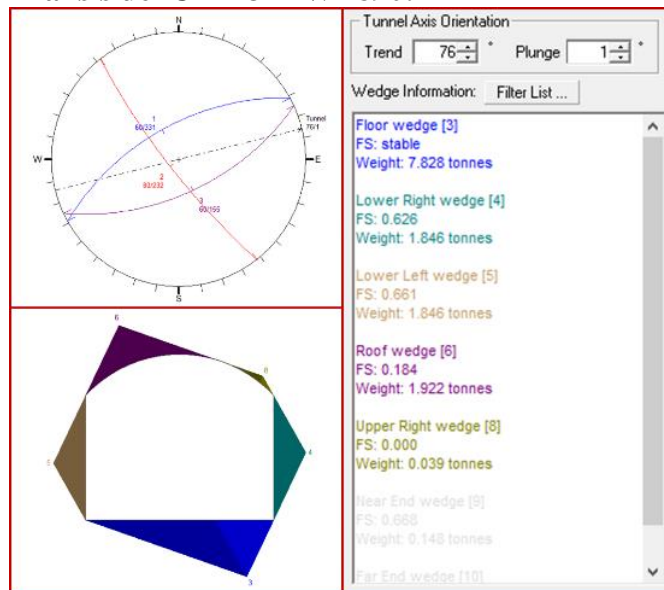 N
W
E
S
Tunnel
76/1
1
60/331
2
80/232
3
60/155
6
8
5
4
3
Tunnel Axis Orientation
Trend 76 ° Plunge 1 °
Wedge Information: Filter List ...
Floor wedge [3]
FS: stable
Weight: 7.828 tonnes
Lower Right wedge [4]
FS: 0.626
Weight: 1.846 tonnes
Lower Left wedge [5]
FS: 0.661
Weight: 1.846 tonnes
Roof wedge [6]
FS: 0.184
Weight: 1.922 tonnes
Upper Right wedge [8]
FS: 0.000
Weight: 0.039 tonnes
Near End wedge [9]
FS: 0.668
Weight: 0.148 tonnes
Far End wedge [10]